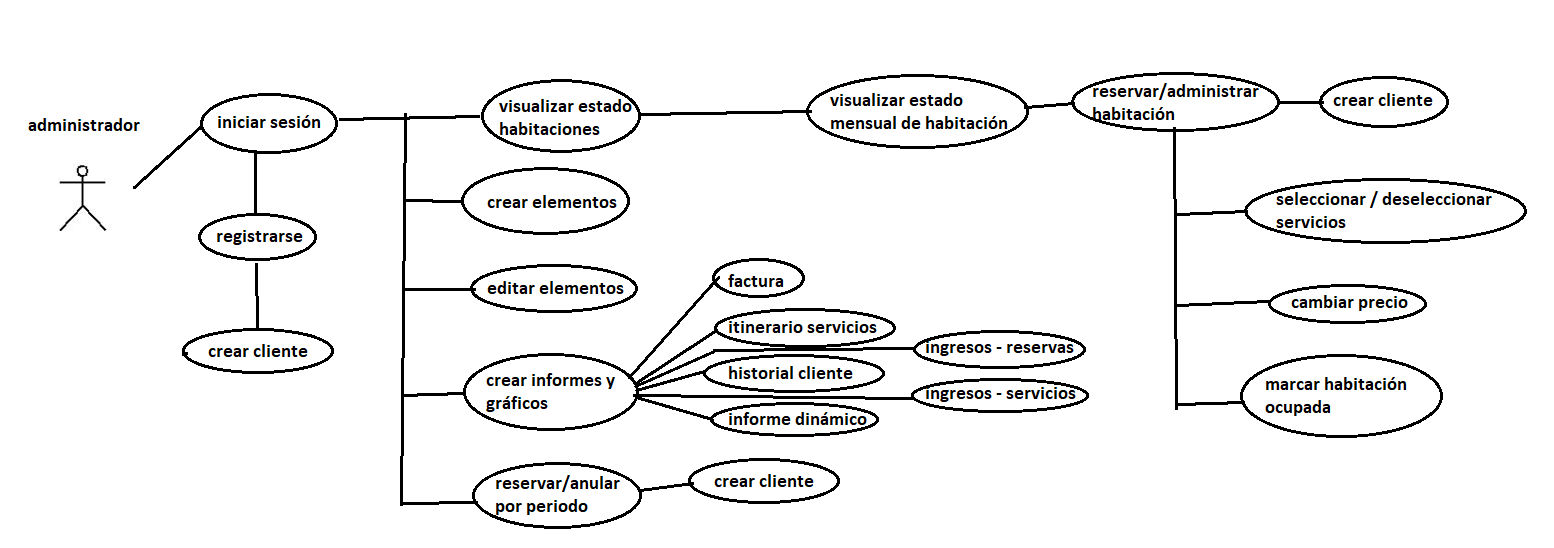 administrador
iniciar sesión
registrarse
crear cliente
visualizar estado
habitaciones
crear elementos
editar elementos
crear informes y
gráficos
reservar/anular
por periodo
factura
itinerario servicios
ingresos - reservas
historial cliente
ingresos - servicios
informe dinámico
crear cliente
visualizar estado
mensual de habitación
reservar/administrar
habitación
crear cliente
seleccionar / deseleccionar
servicios
cambiar precio
marcar habitación
ocupada